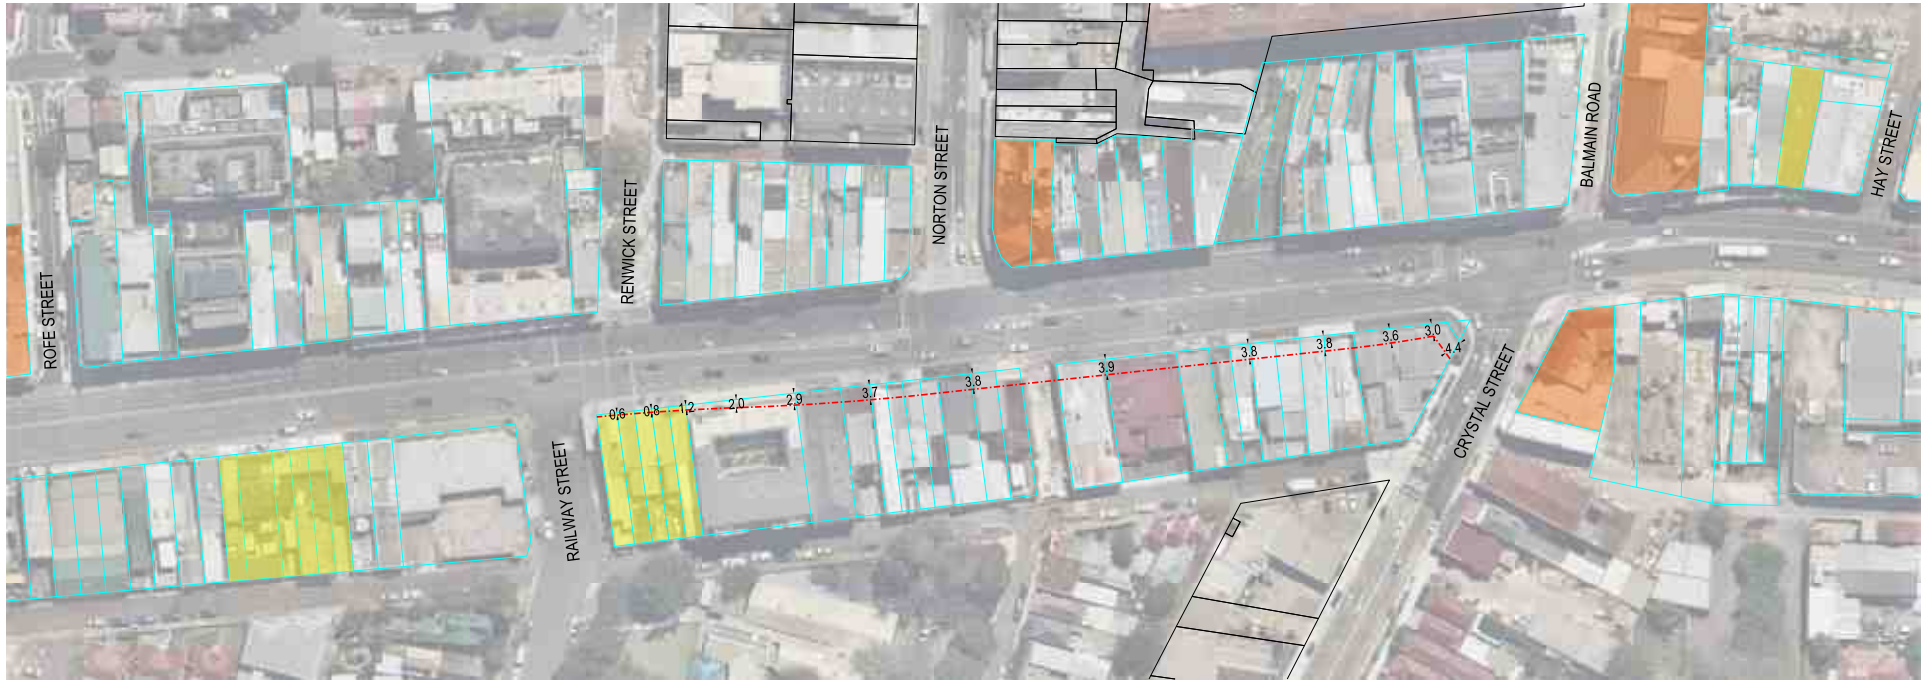 ROFE STREET
RENWICK STREET
NORTON STREET
BALMAIN ROAD
HAY STREET
RAILWAY STREET
CRYSTAL STREET
0.6
0.8
1.2
2.0
2.9
3.7
3.8
3.9
3.8
3.8
3.6
3.0
4.4